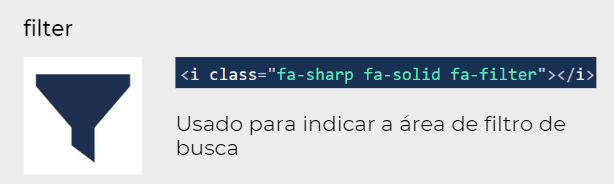 filter
<i class="fa-sharp fa-solid fa-filter"></i>
Usado para indicar a área de filtro de
busca